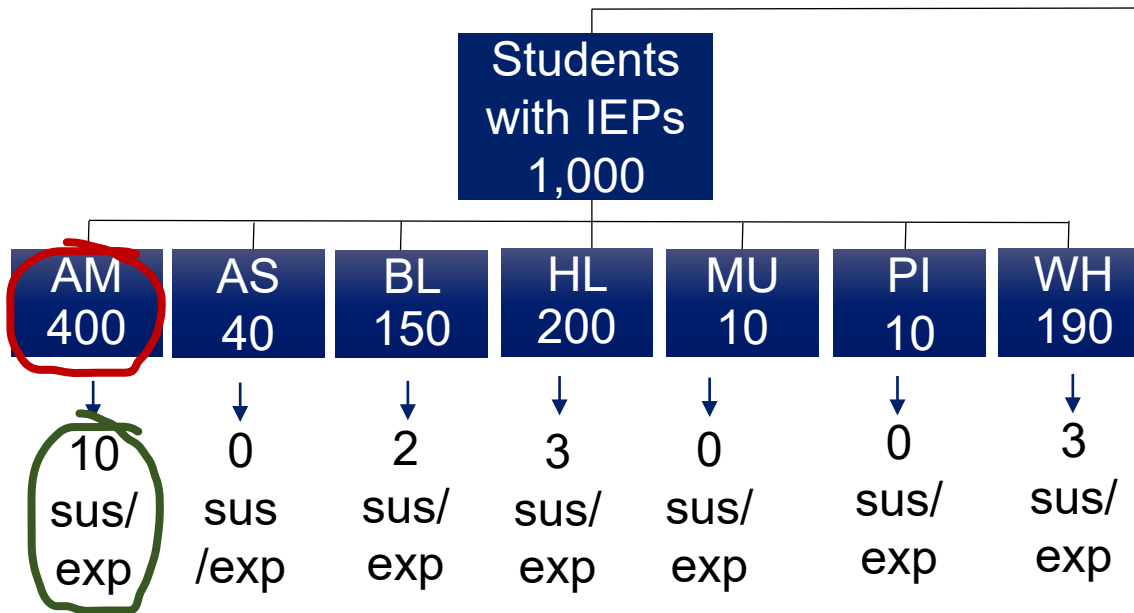 Students
with IEPs
1,000
AM
400
AS
40
BL
150
HL
200
MU
10
PI
10
WH
190
10
sus/
exp
0
sus
/exp
2
sus/
exp
3
sus/
exp
0
sus/
exp
0
sus/
exp
3
sus/
exp